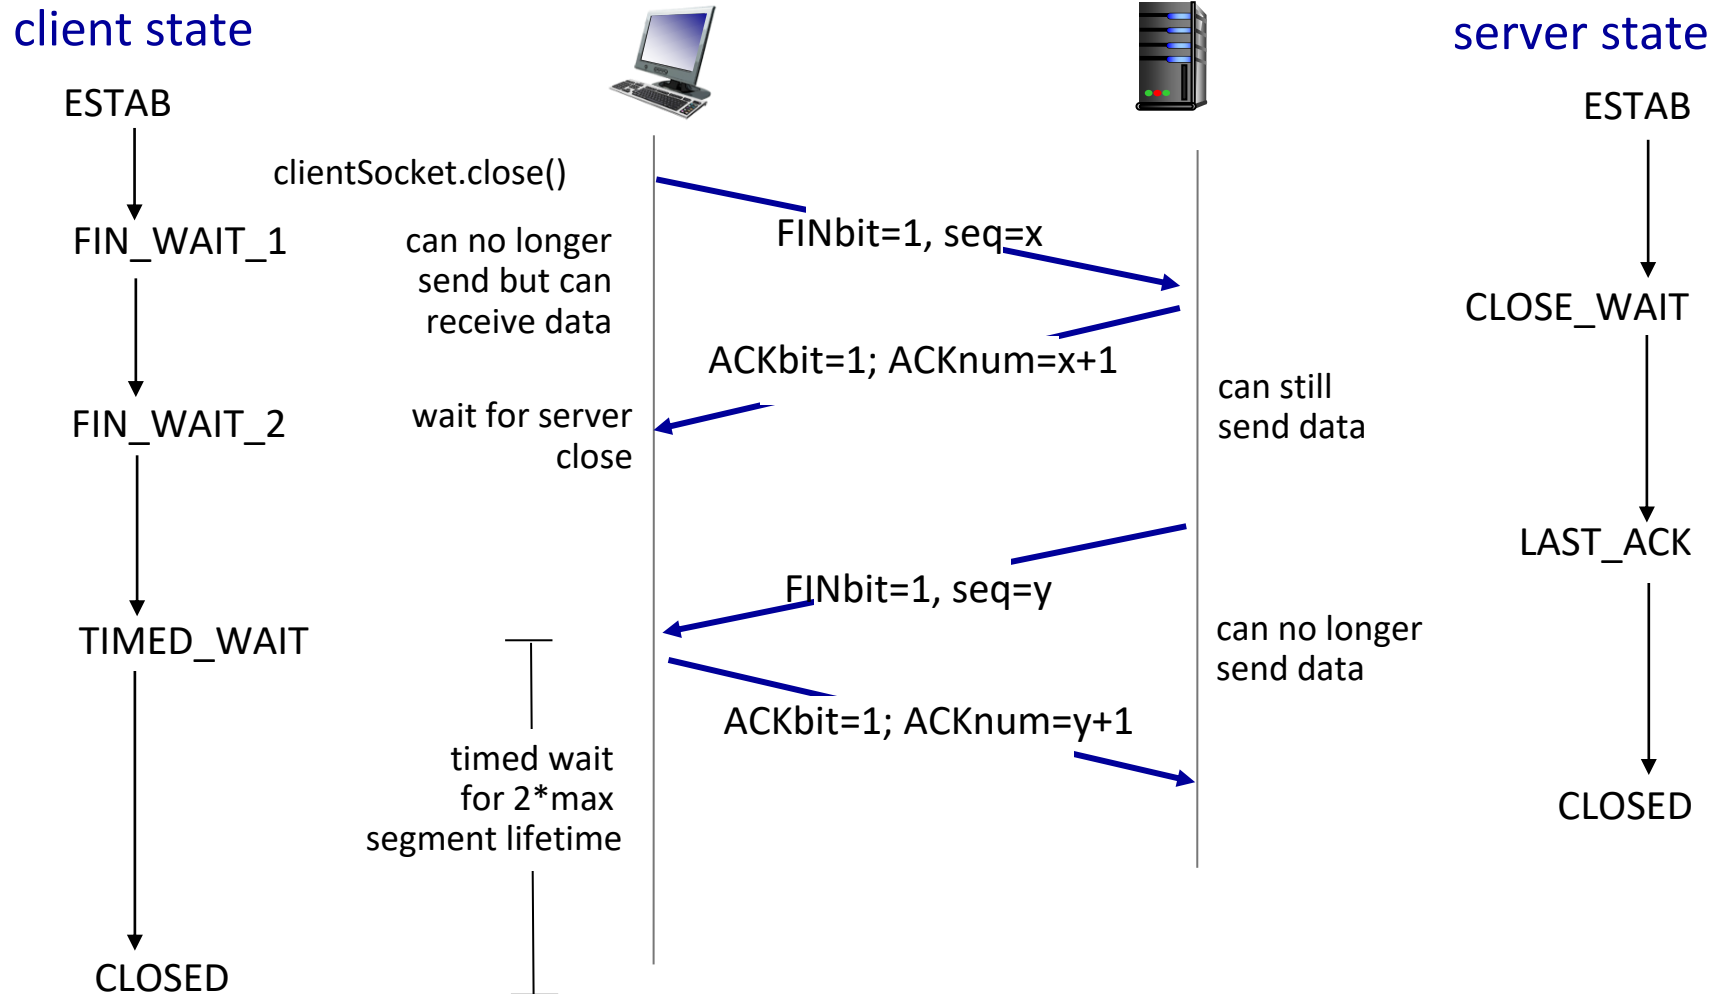 client state
server state
ESTAB
ESTAB
clientSocket.close()
FIN_WAIT_1
can no longer
send but can
receive data
FINbit=1, seq=x
CLOSE_WAIT
ACKbit=1; ACKnum=x+1
can still
send data
FIN_WAIT_2
wait for server
close
LAST_ACK
FINbit=1, seq=y
TIMED_WAIT
can no longer
send data
ACKbit=1; ACKnum=y+1
timed wait
for 2*max
segment lifetime
CLOSED
CLOSED